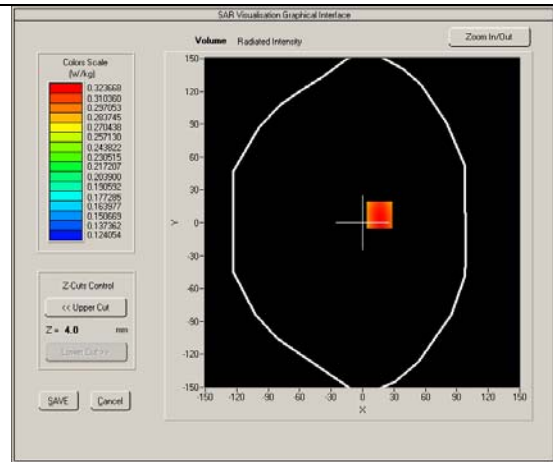 SAR Visualisation Graphical Interface
Volume Radiated Intensity
Zoom In/Out
Colors Scale
(W/kg)
0.323668
0.310360
0.297053
0.283745
0.270438
0.257130
0.243822
0.230515
0.217207
0.203900
0.190592
0.177285
0.163977
0.150669
0.137362
0.124054
Z-Cuts Control
<< Upper Cut
Z = 4.0 mm
Lower Cut >>
SAVE
Cancel
150
120
90
60
30
0
-30
-60
-90
-120
-150
Y
-150 -120 -90 -60 -30 0 30 60 90 120 150
X